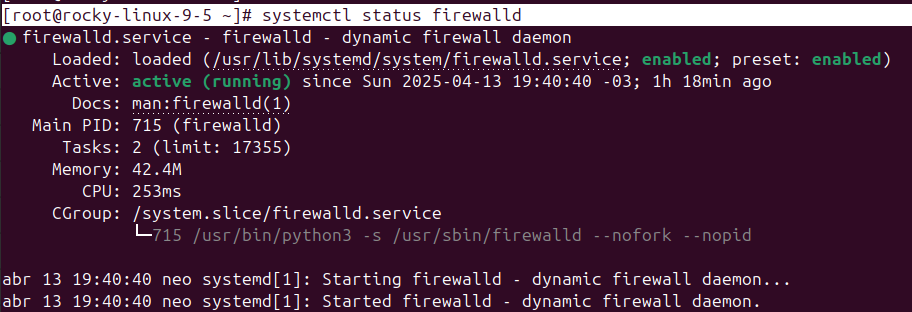 [root@rocky-linux-9-5 ~]# systemctl status firewalld
● firewalld.service - firewalld - dynamic firewall daemon
Loaded: loaded (/usr/lib/systemd/system/firewalld.service; enabled; preset: enabled)
Active: active (running) since Sun 2025-04-13 19:40:40 -03; 1h 18min ago
Docs: man:firewalld(1)
Main PID: 715 (firewalld)
Tasks: 2 (limit: 17355)
Memory: 42.4M
CPU: 253ms
CGroup: /system.slice/firewalld.service
└─715 /usr/bin/python3 -s /usr/sbin/firewalld --nofork --nopid
abr 13 19:40:40 neo systemd[1]: Starting firewalld - dynamic firewall daemon...
abr 13 19:40:40 neo systemd[1]: Started firewalld - dynamic firewall daemon.